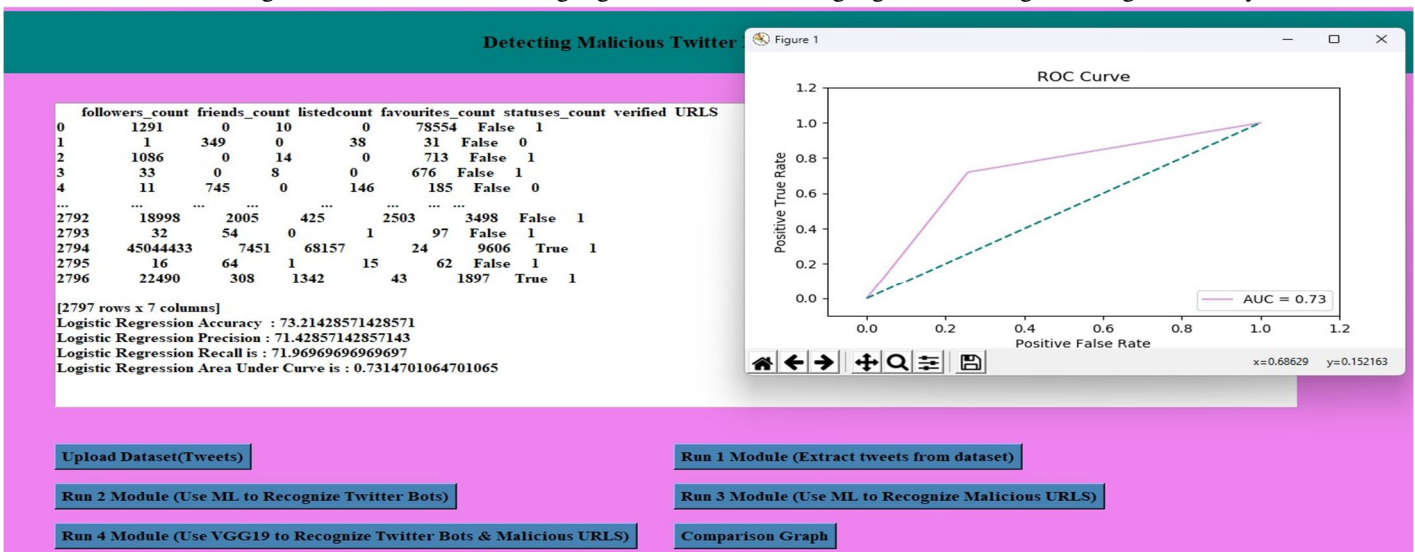 Detecting Malicious Twitter
followers_count friends_count listedcount favourites_count statuses_count verified URLS
0 1291 0 10 0 78554 False 1
1 1 349 0 38 31 False 0
2 1086 0 14 0 713 False 1
3 33 0 8 0 676 False 1
4 11 745 0 146 185 False 0
... ... ... ... ... ... ... ...
2792 18998 2005 425 2503 3498 False 1
2793 32 54 0 1 97 False 1
2794 45044433 7451 68157 24 9606 True 1
2795 16 64 1 15 62 False 1
2796 22490 308 1342 43 1897 True 1
[2797 rows x 7 columns]
Logistic Regression Accuracy : 73.21428571428571
Logistic Regression Precision : 71.42857142857143
Logistic Regression Recall is : 71.96969696969697
Logistic Regression Area Under Curve is : 0.7314701064701065
Figure 1
ROC Curve
1.2
1.0
0.8
0.6
0.4
0.2
0.0
Positive True Rate
AUC = 0.73
0.0 0.2 0.4 0.6 0.8 1.0 1.2
Positive False Rate
x=0.68629 y=0.152163
Upload Dataset(Tweets)
Run 1 Module (Extract tweets from dataset)
Run 2 Module (Use ML to Recognize Twitter Bots)
Run 3 Module (Use ML to Recognize Malicious URLS)
Run 4 Module (Use VGG19 to Recognize Twitter Bots & Malicious URLS)
Comparison Graph